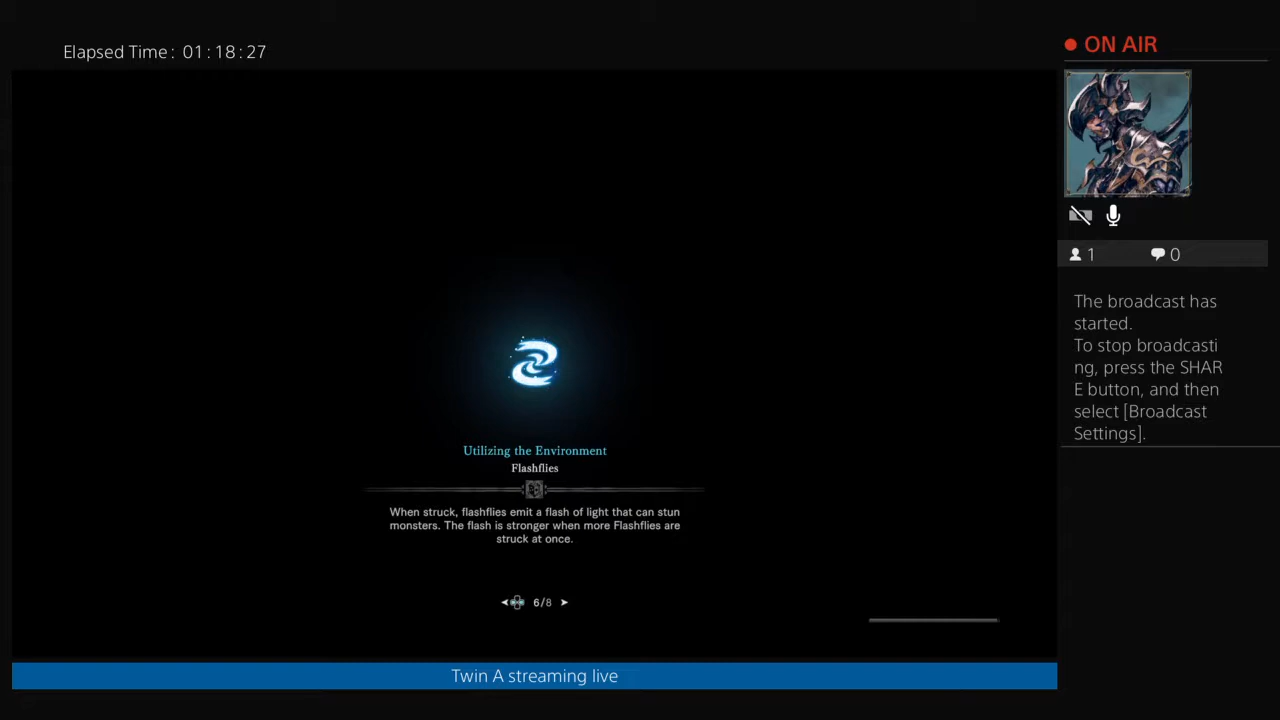 Elapsed Time: 01:18:27
ON AIR
1
0
The broadcast has
started.
To stop broadcasti
ng, press the SHAR
E button, and then
select [Broadcast
Settings].
Utilizing the Environment
Flashflies
When struck, flashflies emit a flash of light that can stun
monsters. The flash is stronger when more Flashflies are
struck at once.
6/8
Twin A streaming live